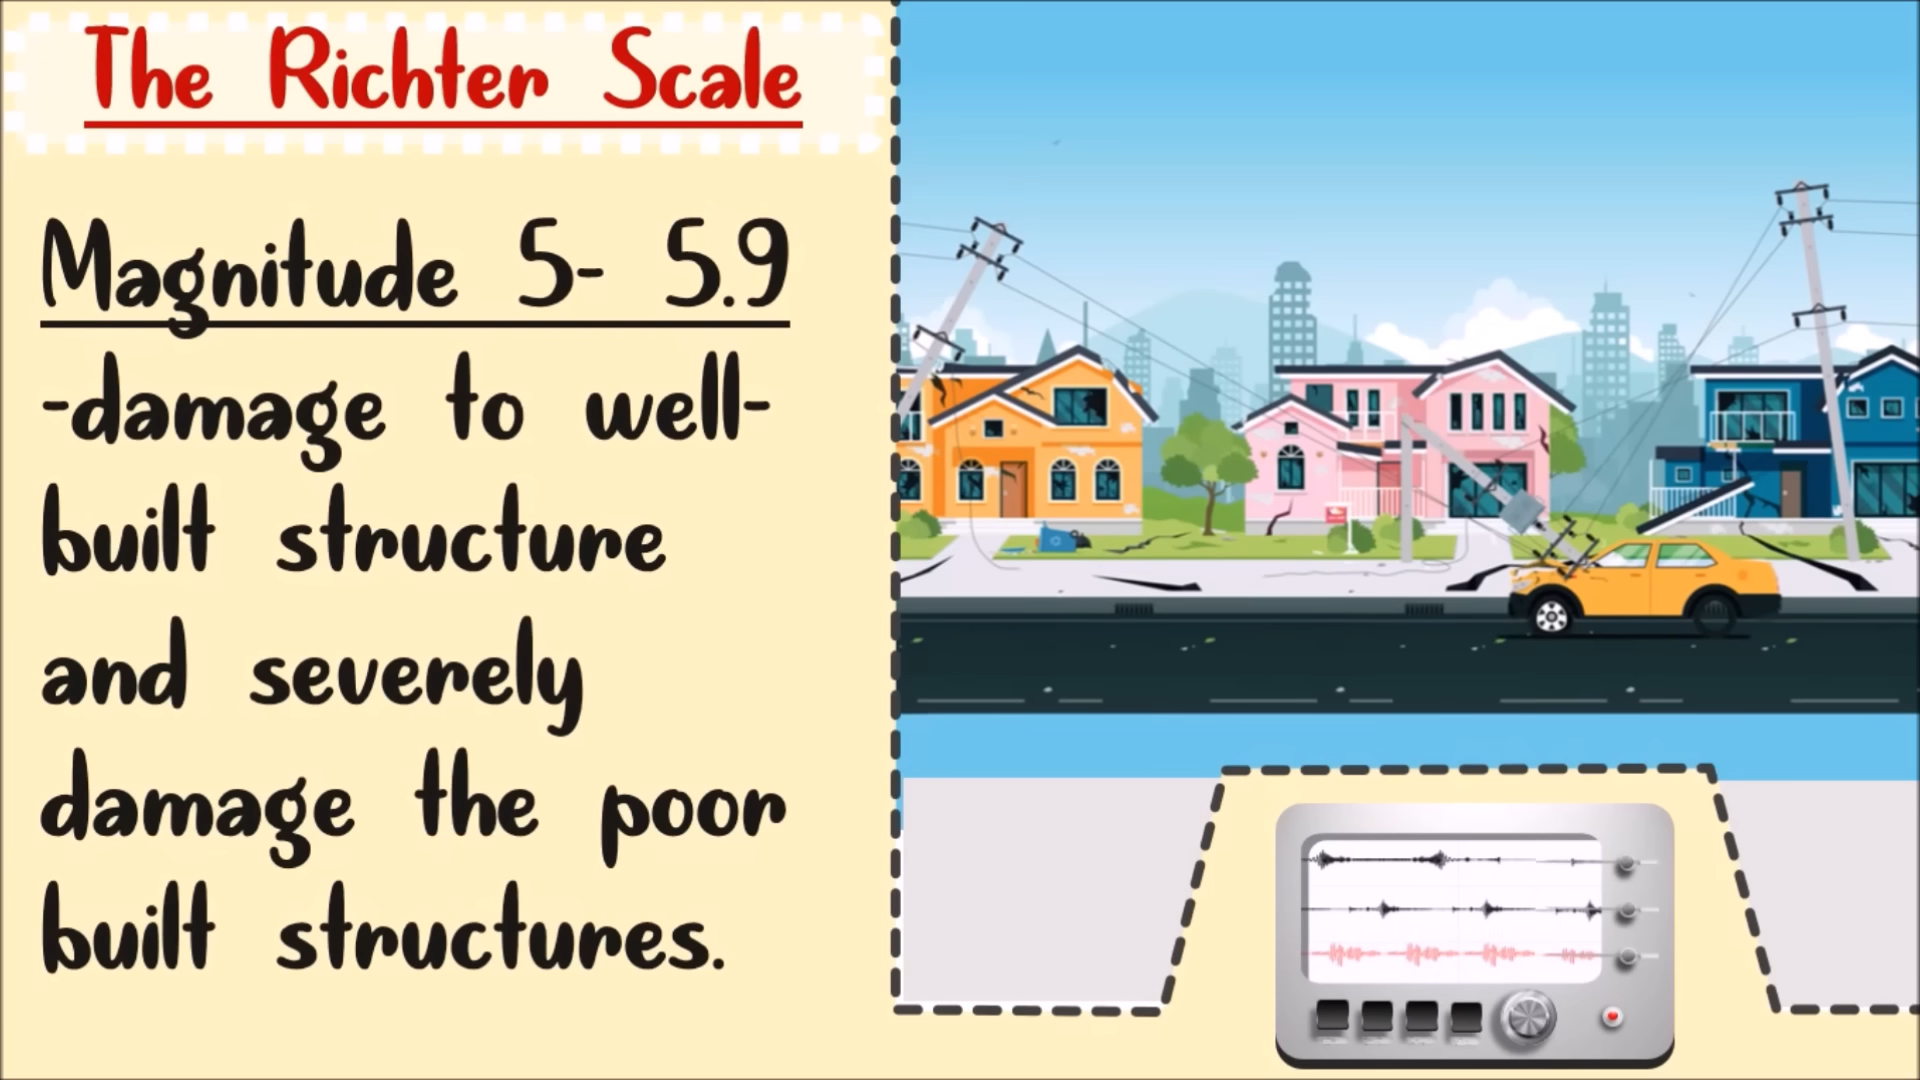 The Richter Scale
Magnitude 5- 5.9
-damage to well-
built structure
and severely
damage the poor
built structures.